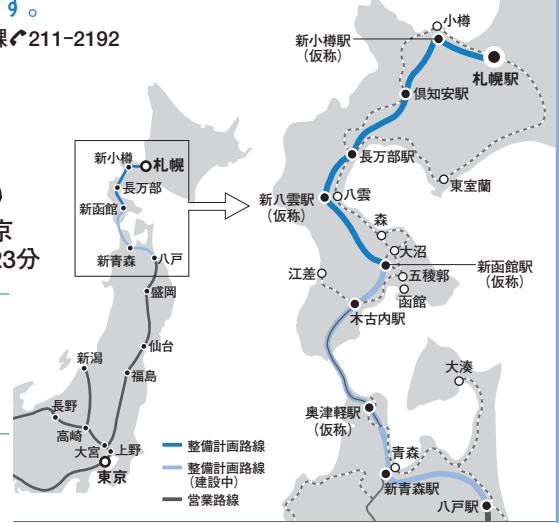 す。
課 211-2192
京
23分
新小樽
札幌
長万部
新函館
新青森
八戸
盛岡
仙台
新潟
福島
長野
高崎
大宮
上野
東京
整備計画路線
整備計画路線
(建設中)
営業路線
小樽
新小樽駅
(仮称)
札幌駅
倶知安駅
長万部駅
東室蘭
新八雲駅
(仮称)
八雲
森
大沼
新函館駅
(仮称)
江差
五稜郭
函館
木古内駅
大湊
奥津軽駅
(仮称)
青森
新青森駅
八戸駅